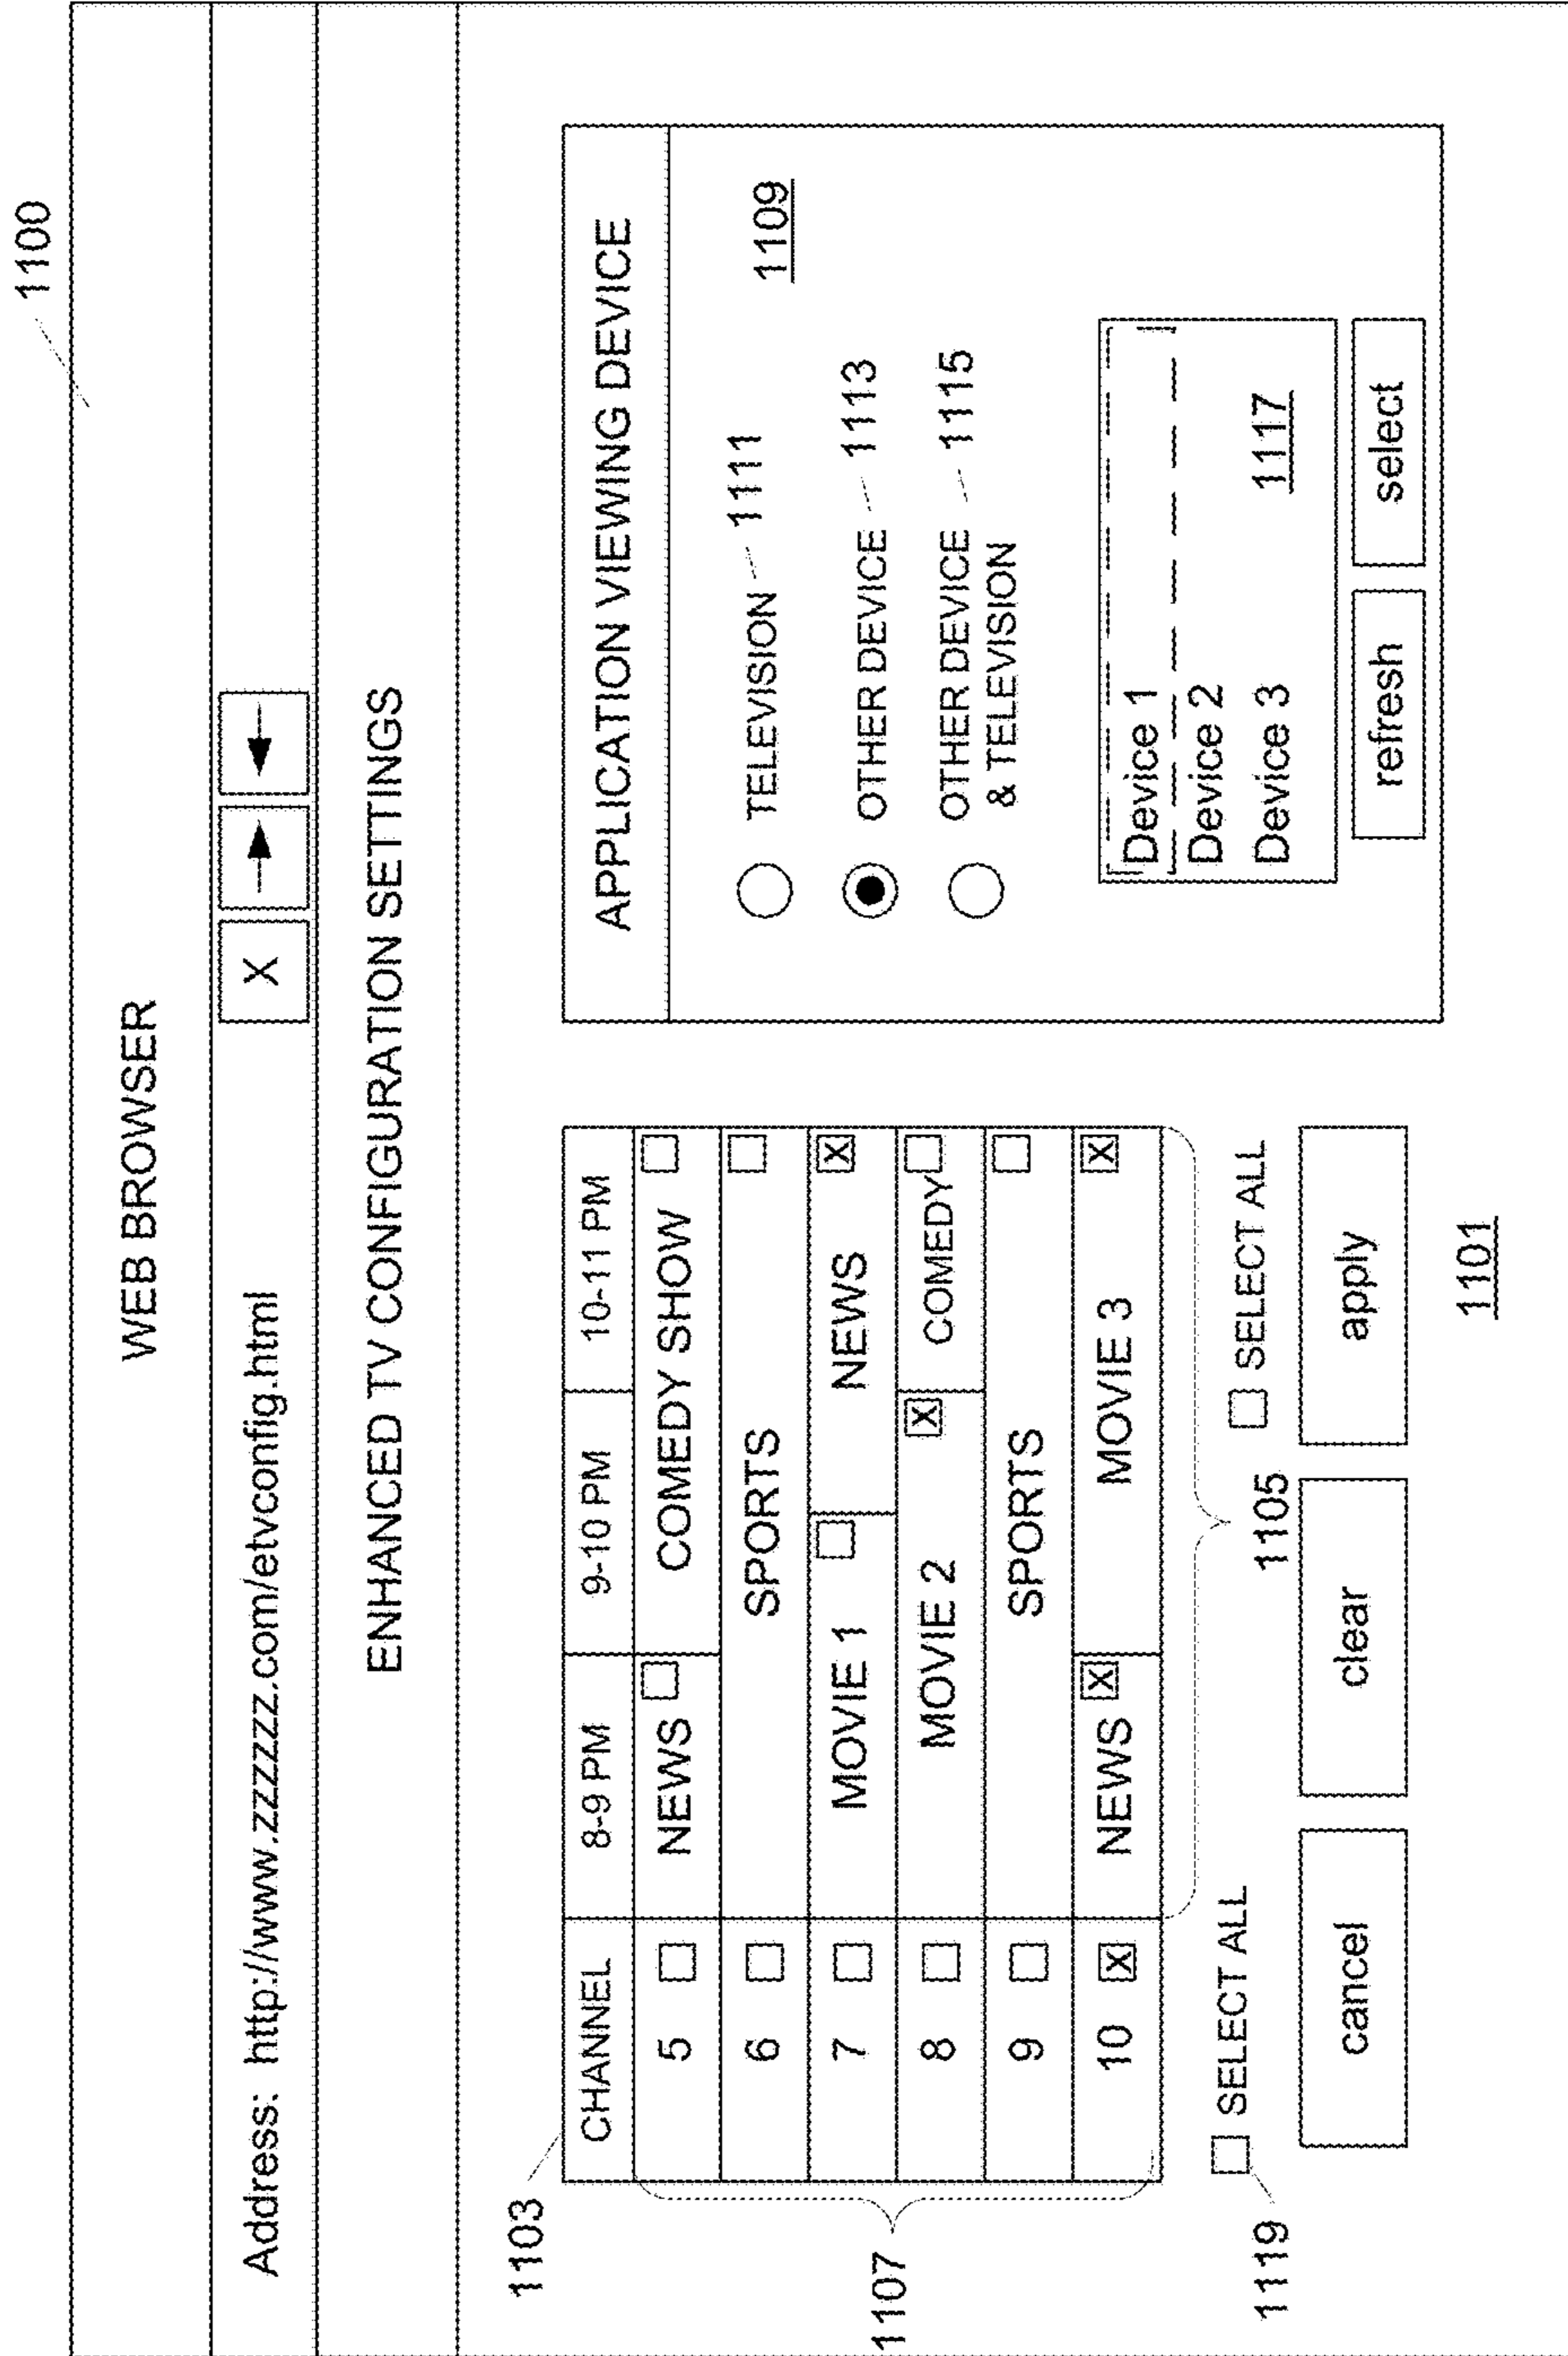 1100
WEB BROWSER
Address: http://www.zzzzzz.com/etvconfig.html X
ENHANCED TV CONFIGURATION SETTINGS
1103
CHANNEL 8-9 PM 9-10 PM 10-11 PM
5 NEWS COMEDY SHOW
6 SPORTS
7 MOVIE 1 NEWS X
8 MOVIE 2 X COMEDY
9 SPORTS
10 X NEWS X MOVIE 3 X
1107
1105
1119
SELECT ALL SELECT ALL
cancel clear apply
1101
APPLICATION VIEWING DEVICE
1109
TELEVISION 1111
OTHER DEVICE 1113
OTHER DEVICE 1115
& TELEVISION
Device 1
Device 2
Device 3
1117
refresh select